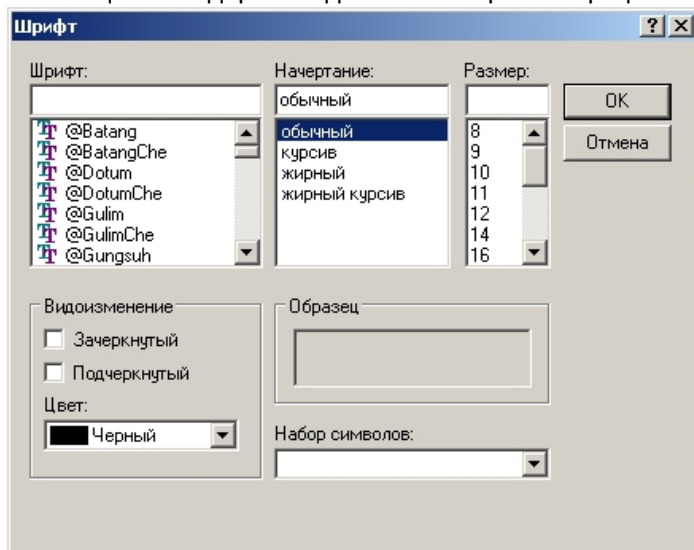 Шрифт
Шрифт:
Начертание:
Размер:
обычный
OK
Отмена
@Batang
@BatangChe
@Dotum
@DotumChe
@Gulim
@GulimChe
@Gungsuh
обычный
курсив
жирный
жирный курсив
8
9
10
11
12
14
16
Видоизменение
Зачеркнутый
Подчеркнутый
Цвет:
Черный
Образец
Набор символов: